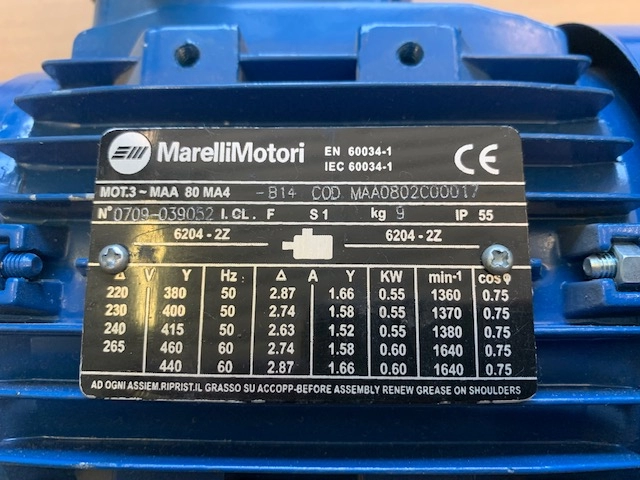 MarelliMotori
EN 60034-1
IEC 60034-1
CE
MOT.3~ MAA 80 MA4 -B14 COD MAA0802C00017
N° 0709-039052 I. CL. F S1 kg 9 IP 55
6204-2Z 6204-2Z
Δ V Y Hz Δ A Y KW min-1 cos φ
220 380 50 2.87 1.66 0.55 1360 0.75
230 400 50 2.74 1.58 0.55 1370 0.75
240 415 50 2.63 1.52 0.55 1380 0.75
265 460 60 2.74 1.58 0.60 1640 0.75
440 60 2.87 1.66 0.60 1640 0.75
AD OGNI ASSIEM.RIPRIST.IL GRASSO SU ACCOPP-BEFORE ASSEMBLY RENEW GREASE ON SHOULDERS